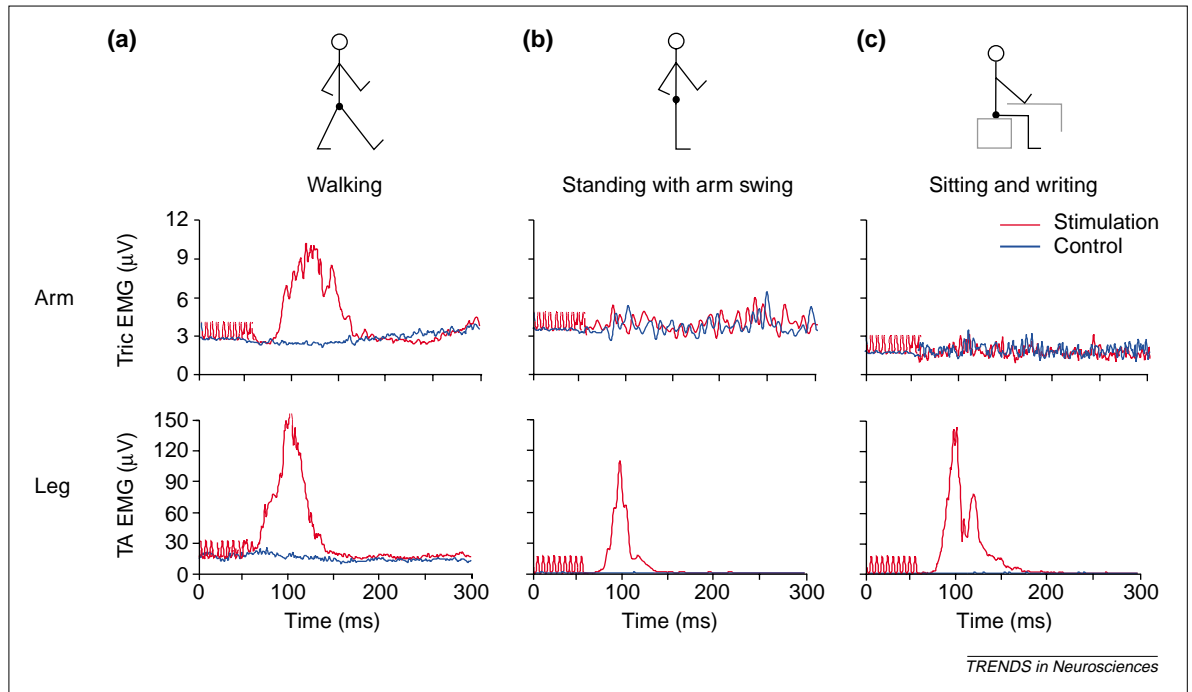 (a)
(b)
(c)
Walking
Standing with arm swing
Sitting and writing
Arm
Tric EMG (μV)
12
9
6
3
0
Stimulation
Control
Leg
TA EMG (μV)
150
120
90
60
30
0
0 100 200 300
0 100 200 300
0 100 200 300
Time (ms)
Time (ms)
Time (ms)
TRENDS in Neurosciences